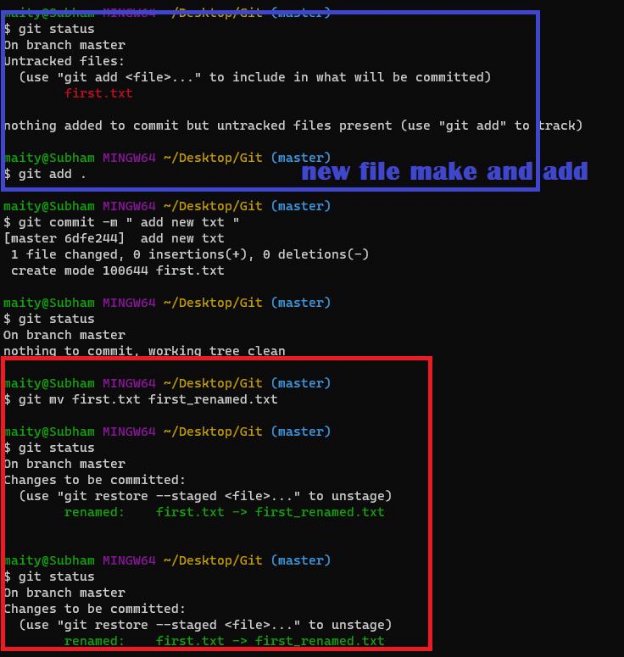 maity@Subham MINGW64 ~/Desktop/Git (master)
$ git status
On branch master
Untracked files:
  (use "git add <file>..." to include in what will be committed)
        first.txt

nothing added to commit but untracked files present (use "git add" to track)

maity@Subham MINGW64 ~/Desktop/Git (master)
$ git add .
new file make and add

maity@Subham MINGW64 ~/Desktop/Git (master)
$ git commit -m " add new txt "
[master 6dfe244]  add new txt
 1 file changed, 0 insertions(+), 0 deletions(-)
 create mode 100644 first.txt

maity@Subham MINGW64 ~/Desktop/Git (master)
$ git status
On branch master
nothing to commit, working tree clean

maity@Subham MINGW64 ~/Desktop/Git (master)
$ git mv first.txt first_renamed.txt

maity@Subham MINGW64 ~/Desktop/Git (master)
$ git status
On branch master
Changes to be committed:
  (use "git restore --staged <file>..." to unstage)
        renamed:    first.txt -> first_renamed.txt


maity@Subham MINGW64 ~/Desktop/Git (master)
$ git status
On branch master
Changes to be committed:
  (use "git restore --staged <file>..." to unstage)
        renamed:    first.txt -> first_renamed.txt